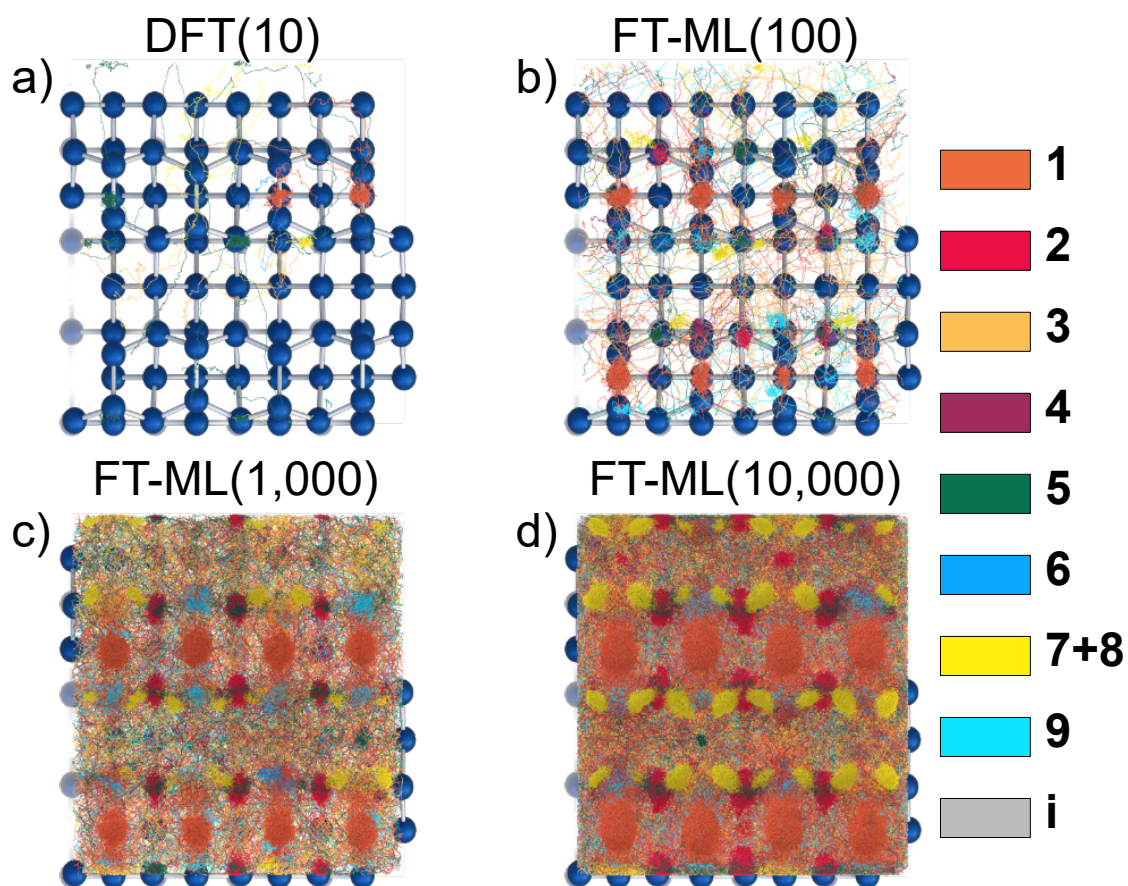 DFT(10)
FT-ML(100)
a)
b)
1
2
3
4
FT-ML(1,000)
FT-ML(10,000)
5
c)
d)
6
7+8
9
i